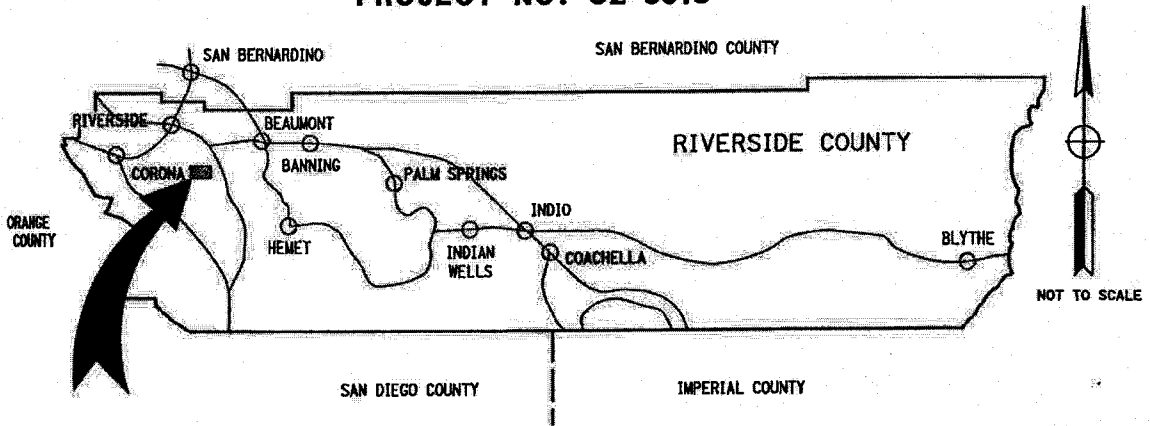 SAN BERNARDINO
SAN BERNARDINO COUNTY
RIVERSIDE
BEAUMONT
RIVERSIDE COUNTY
BANNING
CORONA
PALM SPRINGS
ORANGE
COUNTY
INDIO
HEMET
INDIAN
WELLS
COACHELLA
BLYTHE
NOT TO SCALE
SAN DIEGO COUNTY
IMPERIAL COUNTY